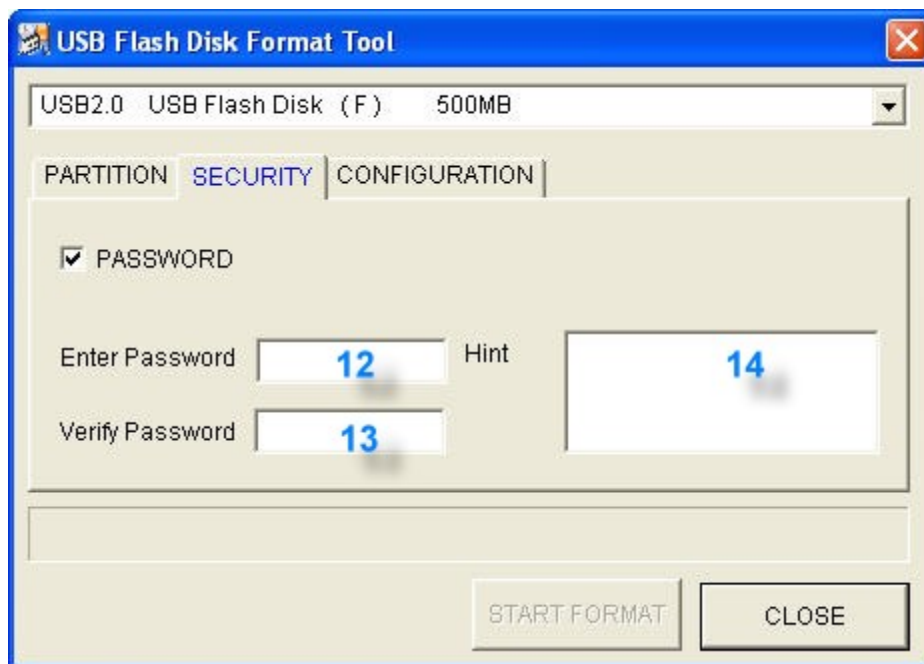 USB Flash Disk Format Tool
USB2.0 USB Flash Disk ( F ) 500MB
PARTITION SECURITY CONFIGURATION
PASSWORD
Enter Password 12 Hint 14
Verify Password 13
START FORMAT CLOSE